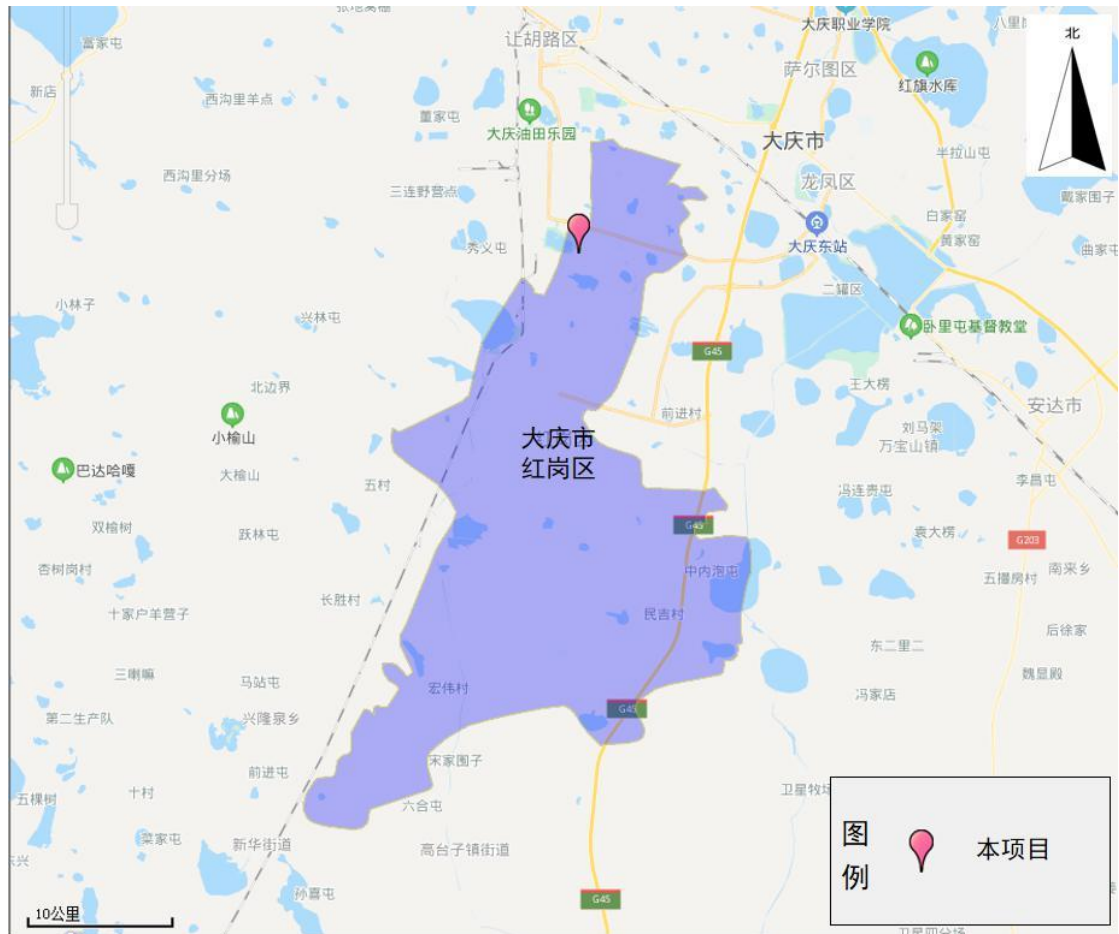 让胡路区
大庆职业学院
富家屯
萨尔图区
北
新店
西沟里羊点
董家屯
红旗水库
大庆油田乐园
大庆市
半拉山屯
西沟里分场
三连野营点
龙凤区
戴家围子
白家窑
大庆东站
黄家窑
秀义屯
曲家屯
二罐区
小林子
兴林屯
卧里屯基督教堂
G45
北边界
王大楞
安达市
小榆山
前进村
刘马架
万宝山镇
大庆市
红岗区
巴达哈嘎
大榆山
五村
冯连贵屯
李昌屯
双榆树
跃林屯
G45
袁大楞
G203
杏树岗村
中内泡屯
五撮房村
南来乡
长胜村
十家户羊营子
民吉村
后徐家
东二里二
三喇嘛
马站屯
宏伟村
魏显殿
冯家店
第二生产队
兴隆泉乡
G45
宋家围子
前进屯
五棵树
十村
六合屯
卫星牧场
菜家屯
新华街道
高台子镇街道
图
例
本项目
孙喜屯
G45
10公里
卫星四分场